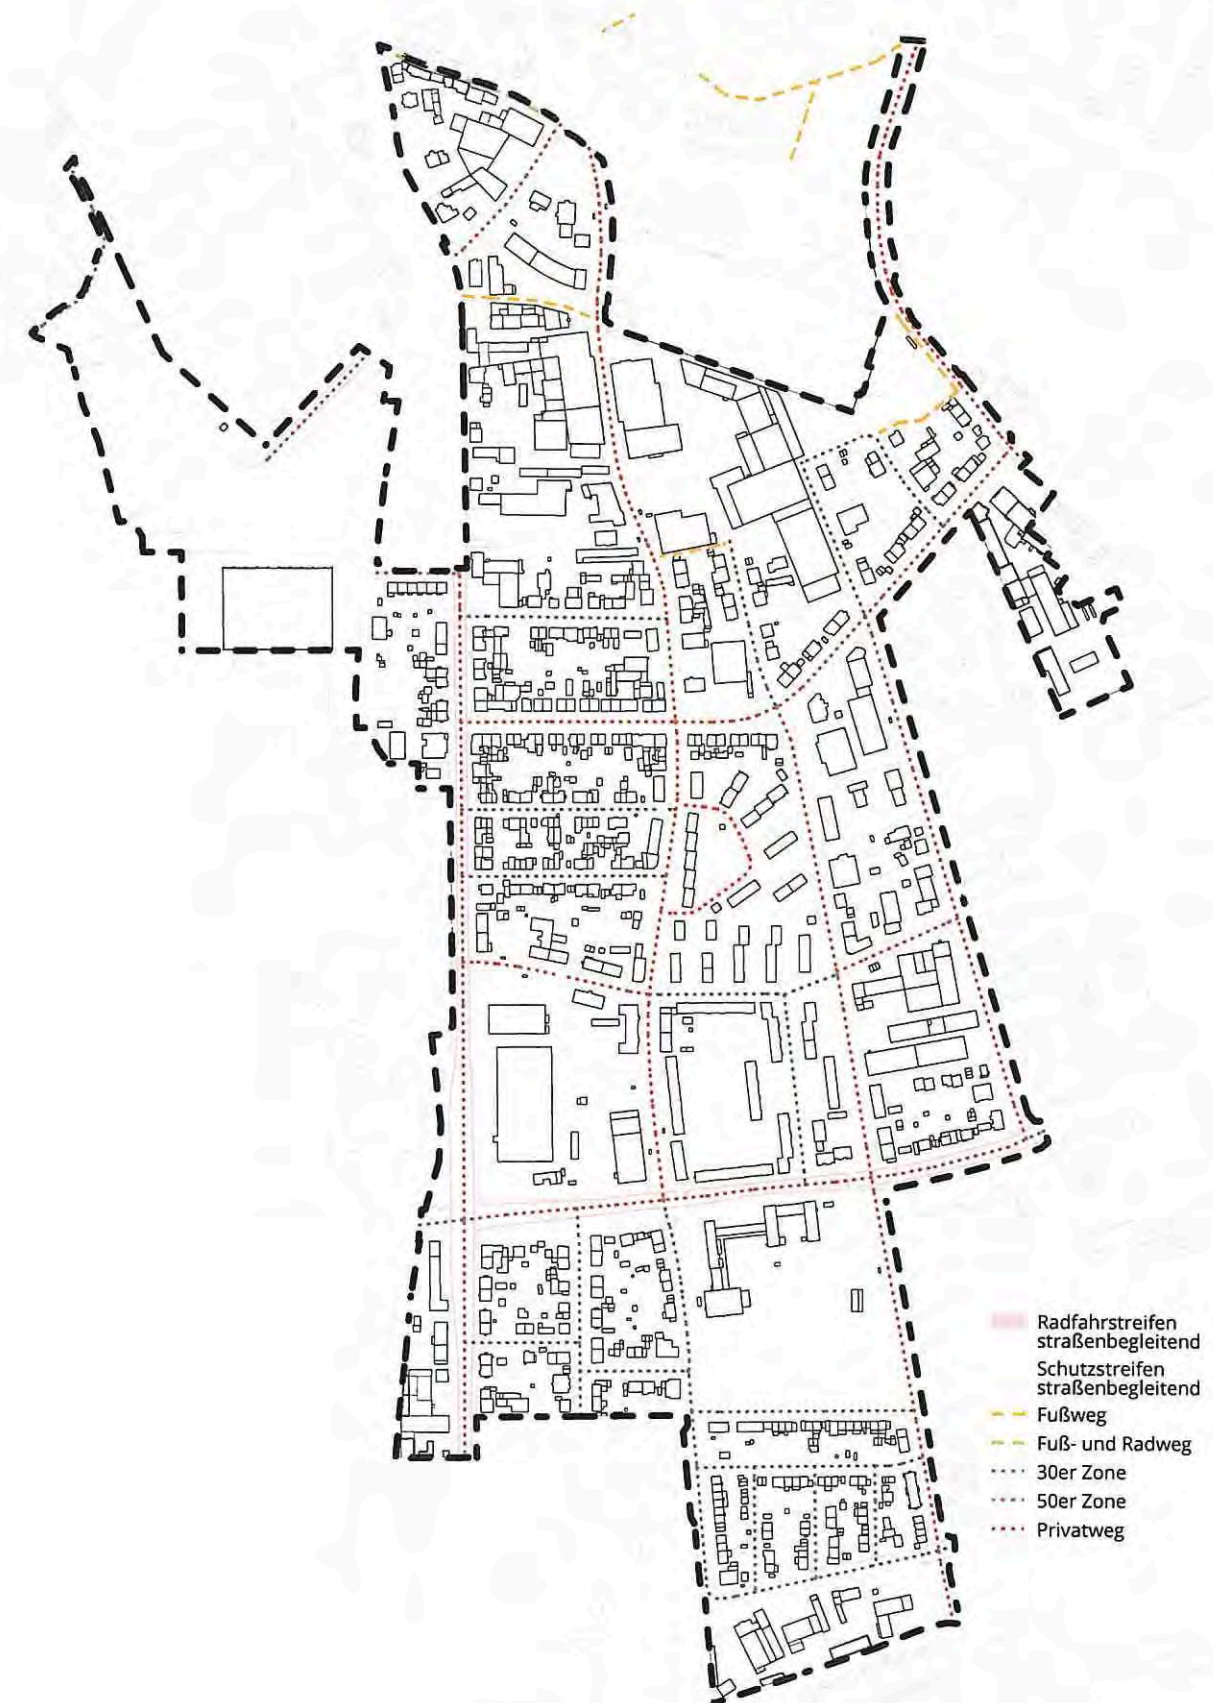 Radfahrstreifen
straßenbegleitend
Schutzstreifen
straßenbegleitend
Fußweg
Fuß- und Radweg
30er Zone
50er Zone
Privatweg